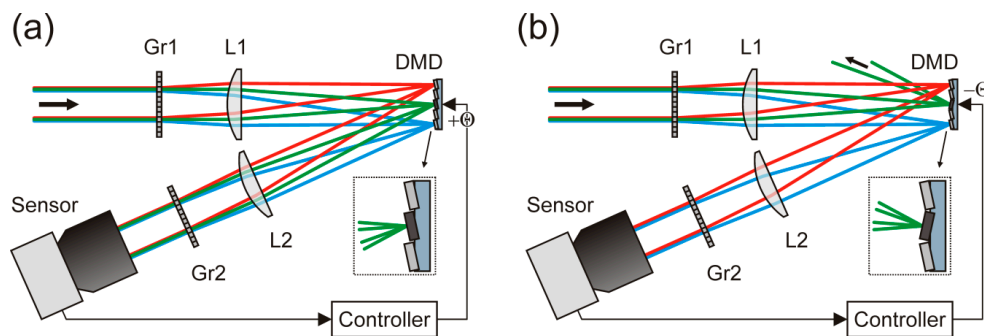 (a)
Gr1
L1
DMD
+Θ
Sensor
L2
Gr2
Controller
(b)
Gr1
L1
DMD
−Θ
Sensor
L2
Gr2
Controller